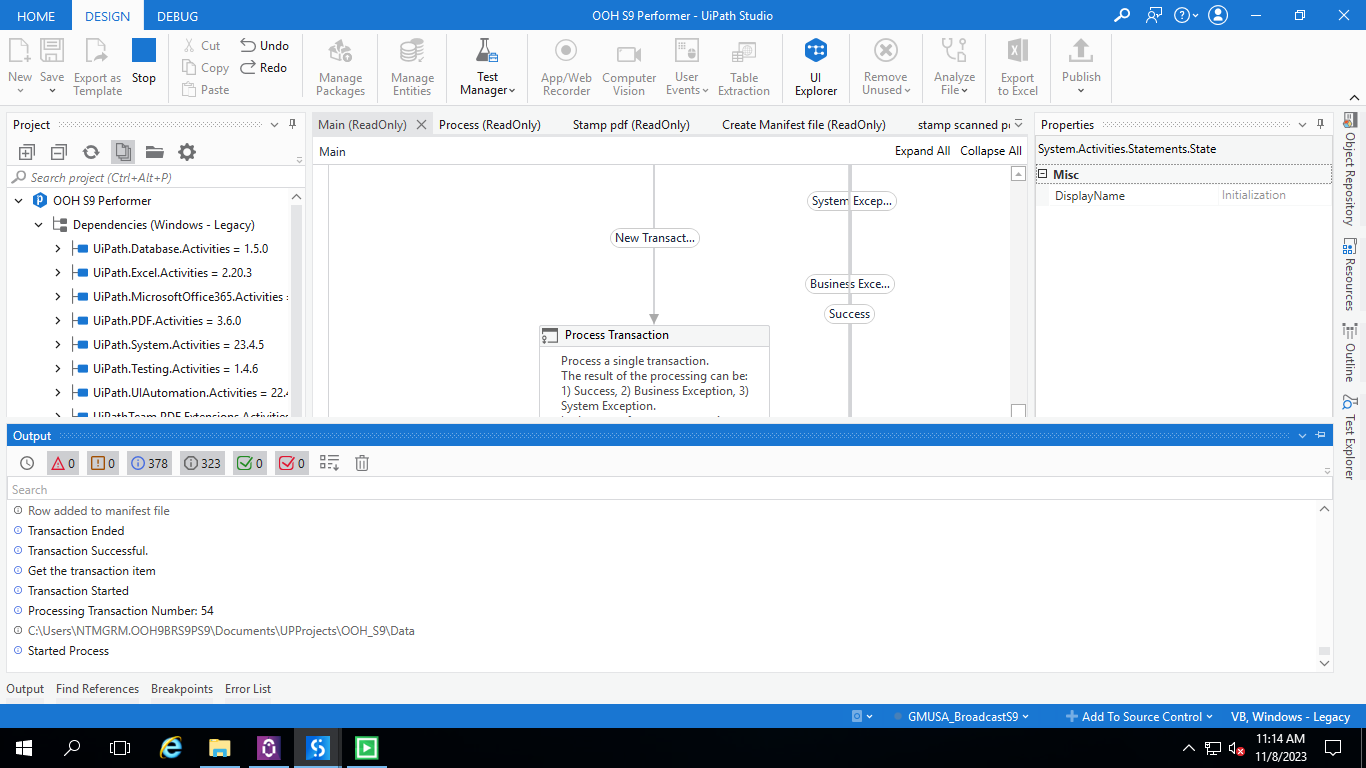 HOME DESIGN DEBUG
OOH S9 Performer - UiPath Studio
New Save Export as Template Stop
Cut Copy Paste
Undo Redo
Manage Packages
Manage Entities
Test Manager
App/Web Recorder
Computer Vision
User Events
Table Extraction
UI Explorer
Remove Unused
Analyze File
Export to Excel
Publish
Project
Search project (Ctrl+Alt+P)
OOH S9 Performer
Dependencies (Windows - Legacy)
UiPath.Database.Activities = 1.5.0
UiPath.Excel.Activities = 2.20.3
UiPath.MicrosoftOffice365.Activities =
UiPath.PDF.Activities = 3.6.0
UiPath.System.Activities = 23.4.5
UiPath.Testing.Activities = 1.4.6
UiPath.UIAutomation.Activities = 22.4
Main (ReadOnly) Process (ReadOnly) Stamp pdf (ReadOnly) Create Manifest file (ReadOnly) stamp scanned p
Main
Expand All Collapse All
System Excep...
New Transact...
Business Exce...
Success
Process Transaction
Process a single transaction.
The result of the processing can be:
1) Success, 2) Business Exception, 3)
System Exception.
Properties
System.Activities.Statements.State
Misc
DisplayName Initialization
Object Repository
Resources
Outline
Test Explorer
Output
0 0 378 323 0 0
Search
Row added to manifest file
Transaction Ended
Transaction Successful.
Get the transaction item
Transaction Started
Processing Transaction Number: 54
C:\Users\NTMGRM.OOH9BRS9PS9\Documents\UPProjects\OOH_S9\Data
Started Process
Output Find References Breakpoints Error List
GMUSA_BroadcastS9 Add To Source Control VB, Windows - Legacy
11:14 AM
11/8/2023